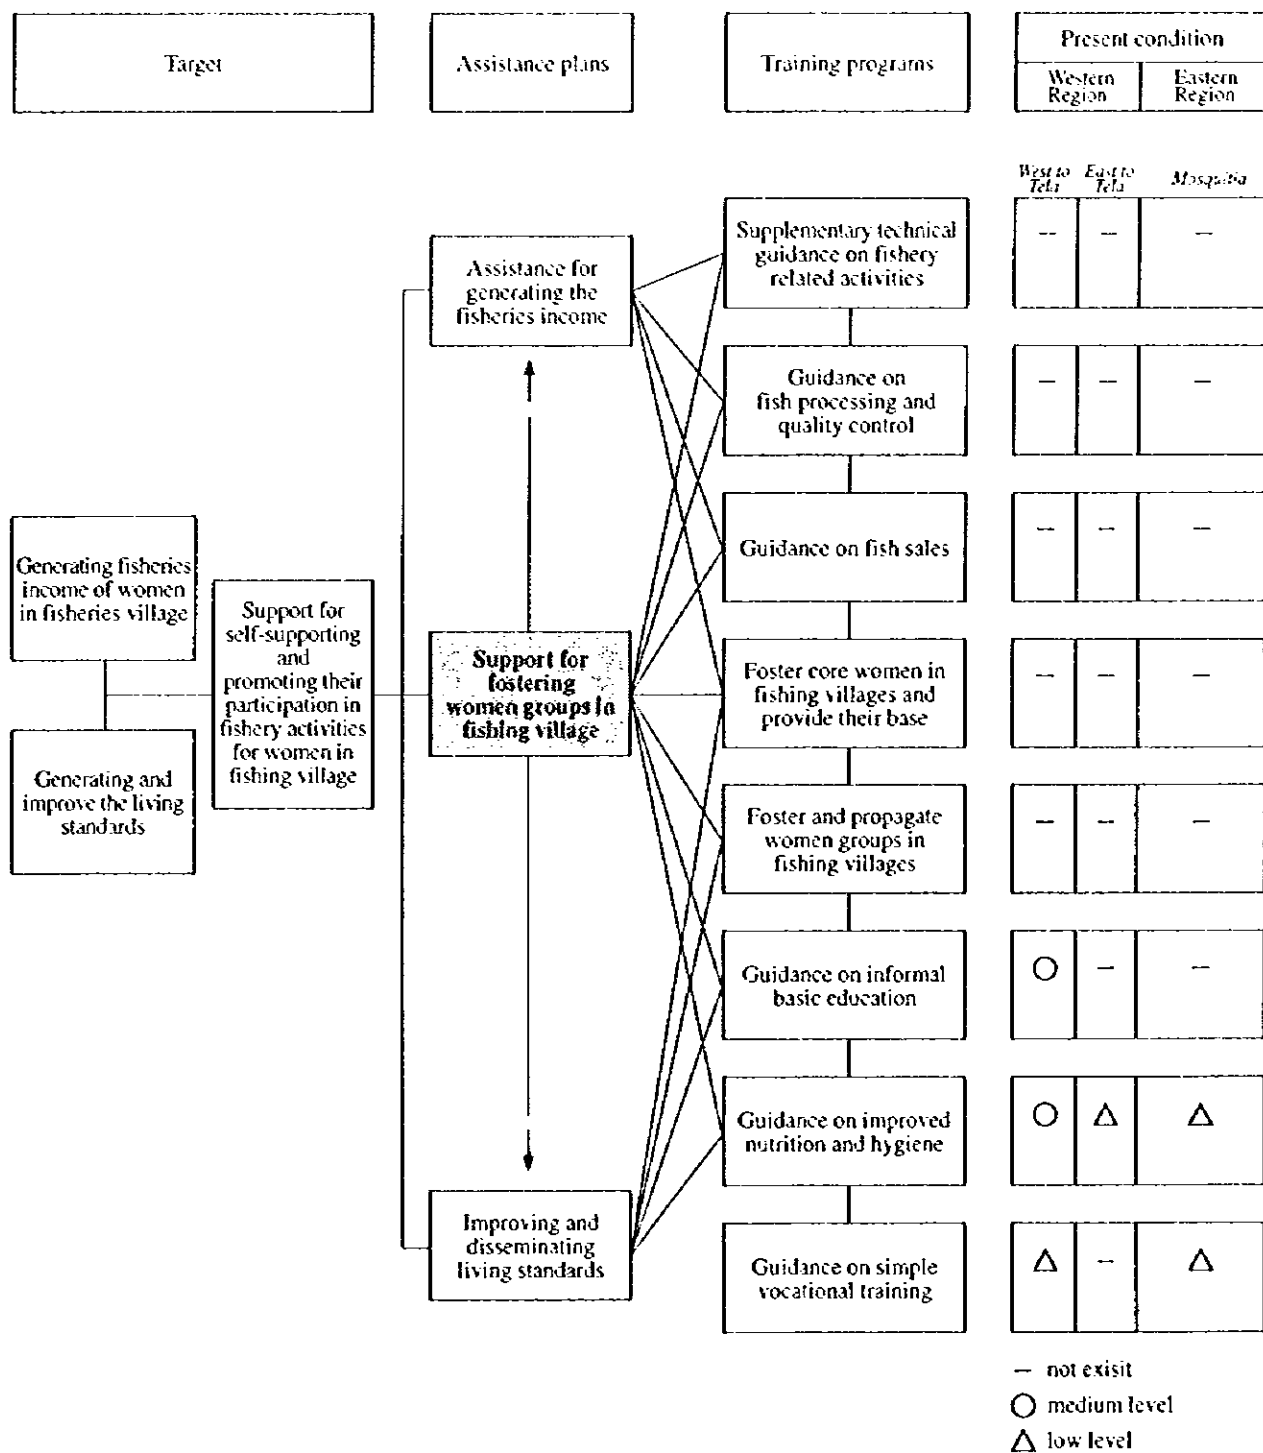 Target
Assistance plans
Training programs
Present condition
Western
Region
Eastern
Region
West to
Tela
East to
Tela
Mosquitia
Supplementary technical
guidance on fishery
related activities
– – –
Assistance for
generating the
fisheries income
Guidance on
fish processing and
quality control
– – –
Guidance on fish sales
– – –
Generating fisheries
income of women
in fisheries village
Support for
self-supporting
and
promoting their
participation in
fishery activities
for women in
fishing village
Support for
fostering
women groups in
fishing village
Foster core women in
fishing villages and
provide their base
– – –
Generating and
improve the living
standards
Foster and propagate
women groups in
fishing villages
– – –
Guidance on informal
basic education
○ – –
Guidance on improved
nutrition and hygiene
○ △ △
Improving and
disseminating
living standards
Guidance on simple
vocational training
△ – △
– not exisit
○ medium level
△ low level